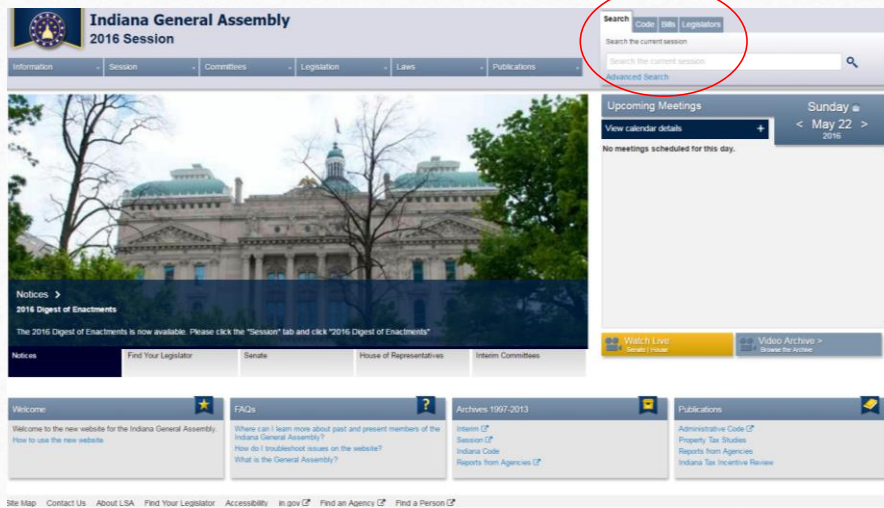 Indiana General Assembly
2016 Session
Search Code Bills Legislators
Search the current session
Search the current session
Advanced Search
Information Session Committees Legislation Laws Publications
Upcoming Meetings
View calendar details +
Sunday
< May 22 >
2016
No meetings scheduled for this day.
Notices >
2016 Digest of Enactments
The 2016 Digest of Enactments is now available. Please click the "Session" tab and click "2016 Digest of Enactments"
Notices Find Your Legislator Senate House of Representatives Interim Committees
Watch Live
Senate | House
Video Archive >
Browse the Archive
Welcome
Welcome to the new website for the Indiana General Assembly.
How to use the new website
FAQs
?
Where can I learn more about past and present members of the
Indiana General Assembly?
How do I troubleshoot issues on the website?
What is the General Assembly?
Archives 1997-2013
Interim
Session
Indiana Code
Reports from Agencies
Publications
Administrative Code
Property Tax Studies
Reports from Agencies
Indiana Tax Incentive Review
Site Map Contact Us About LSA Find Your Legislator Accessibility in.gov Find an Agency Find a Person